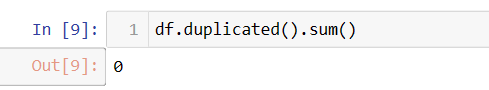 In [9]: 1 df.duplicated().sum()
Out[9]: 0